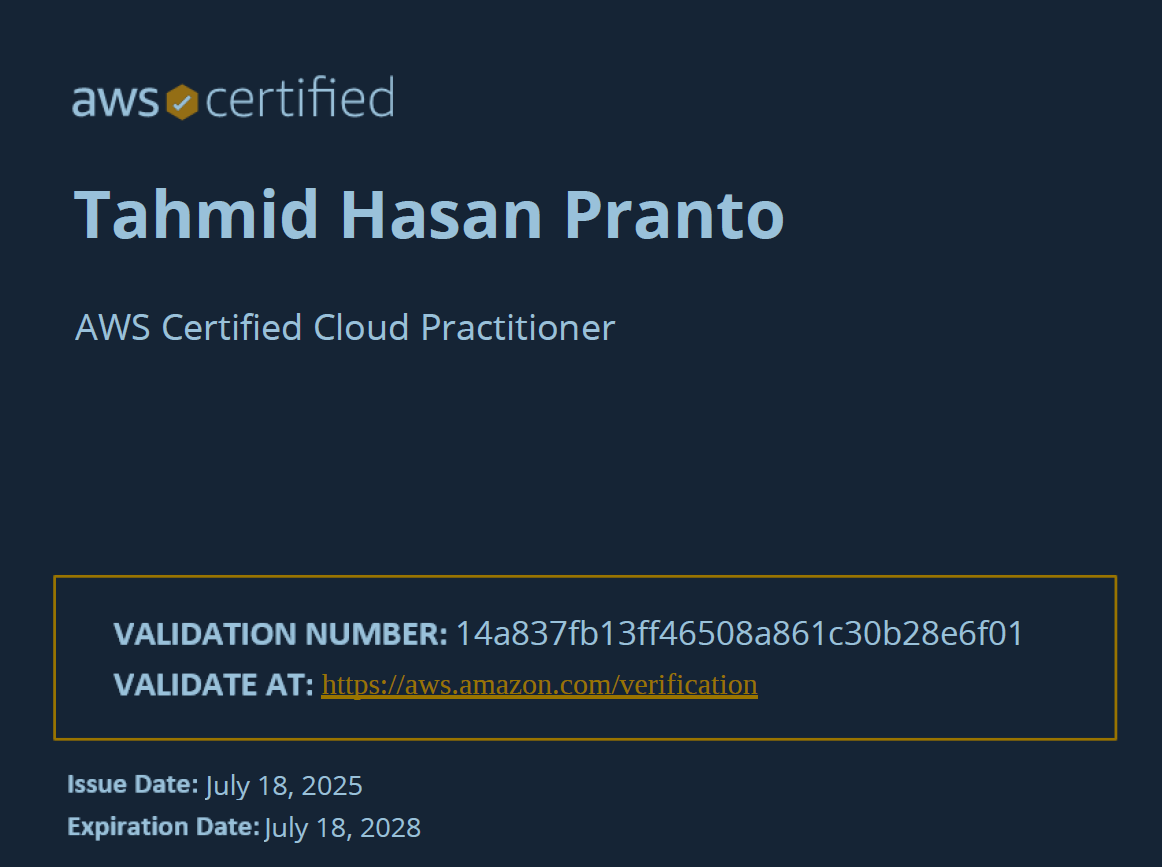 aws certified
Tahmid Hasan Pranto
AWS Certified Cloud Practitioner
VALIDATION NUMBER: 14a837fb13ff46508a861c30b28e6f01
VALIDATE AT: https://aws.amazon.com/verification
Issue Date: July 18, 2025
Expiration Date: July 18, 2028